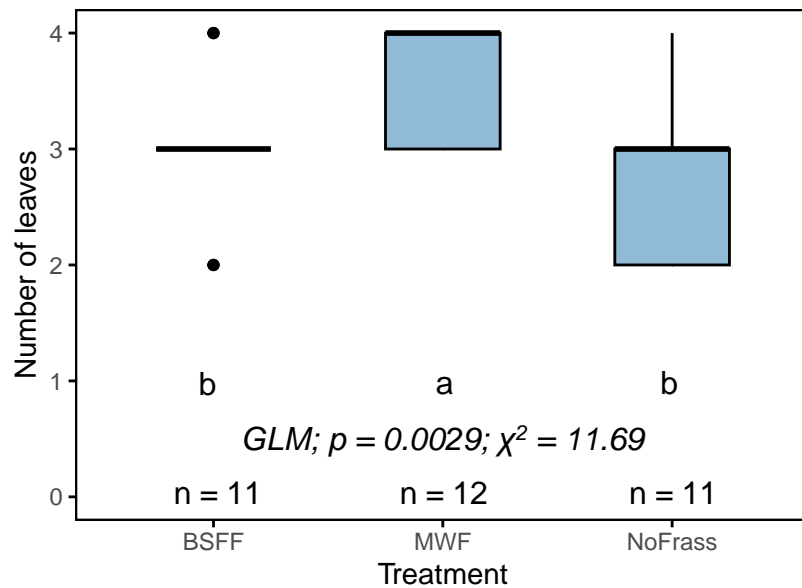 Number of leaves
4
3
2
1
0
b a b
GLM; p = 0.0029; χ² = 11.69
n = 11 n = 12 n = 11
BSFF MWF NoFrass
Treatment